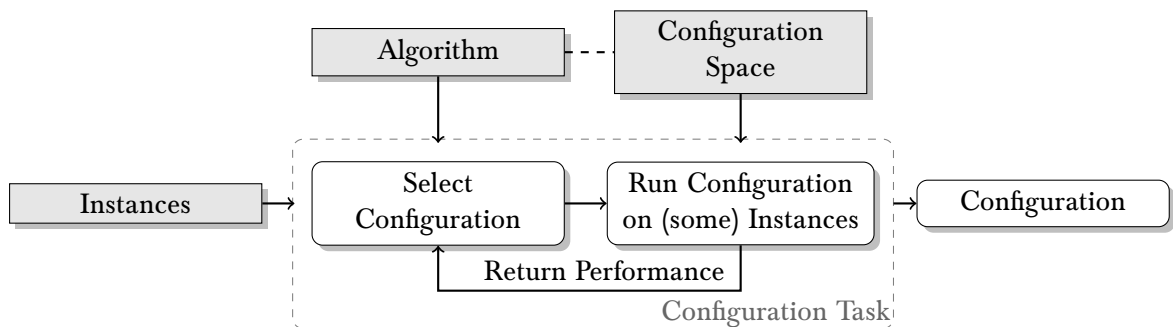 Algorithm
Configuration
Space
Instances
Select
Configuration
Run Configuration
on (some) Instances
Configuration
Return Performance
Configuration Task